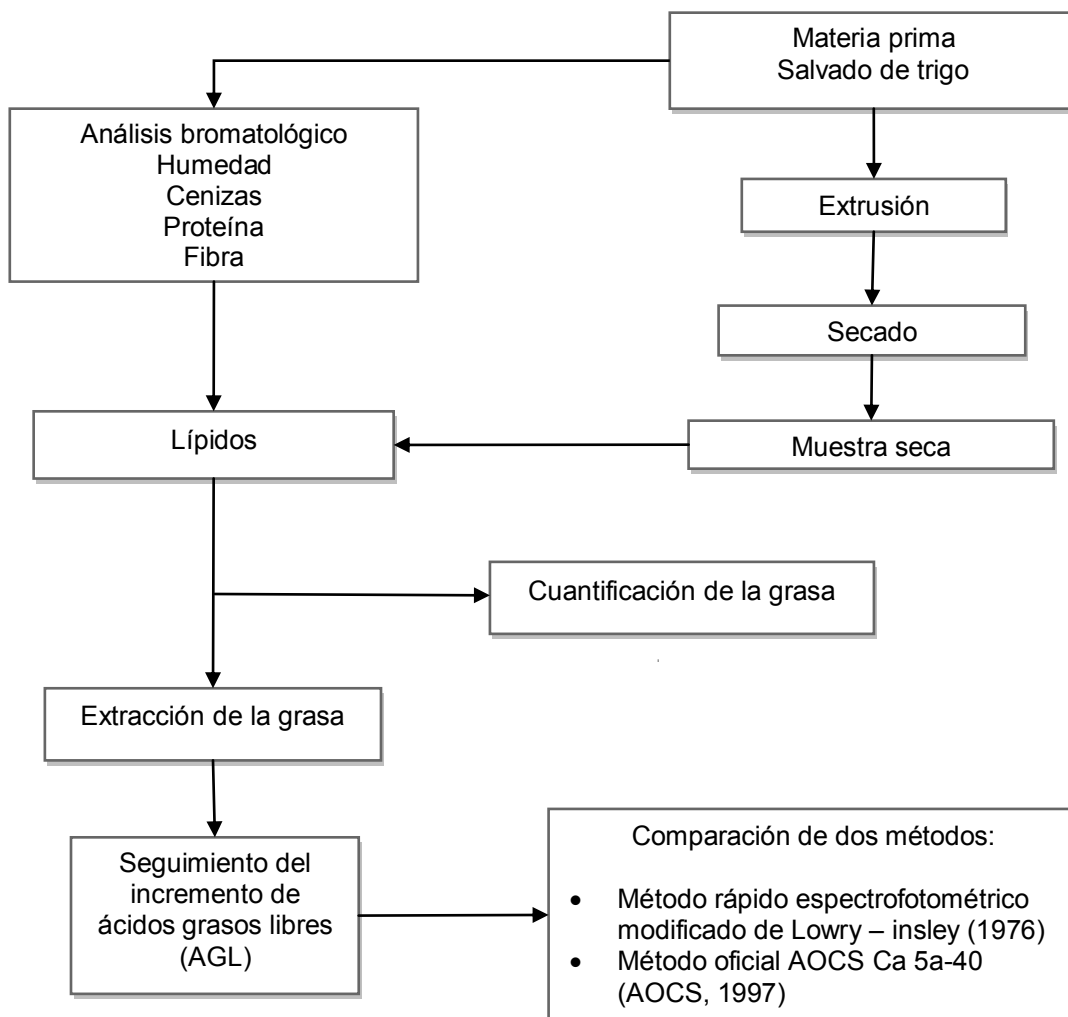 Materia prima
Salvado de trigo
Análisis bromatológico
Humedad
Cenizas
Proteína
Fibra
Extrusión
Secado
Lípidos
Muestra seca
Cuantificación de la grasa
Extracción de la grasa
Seguimiento del
incremento de
ácidos grasos libres
(AGL)
Comparación de dos métodos:
• Método rápido espectrofotométrico
modificado de Lowry – insley (1976)
• Método oficial AOCS Ca 5a-40
(AOCS, 1997)